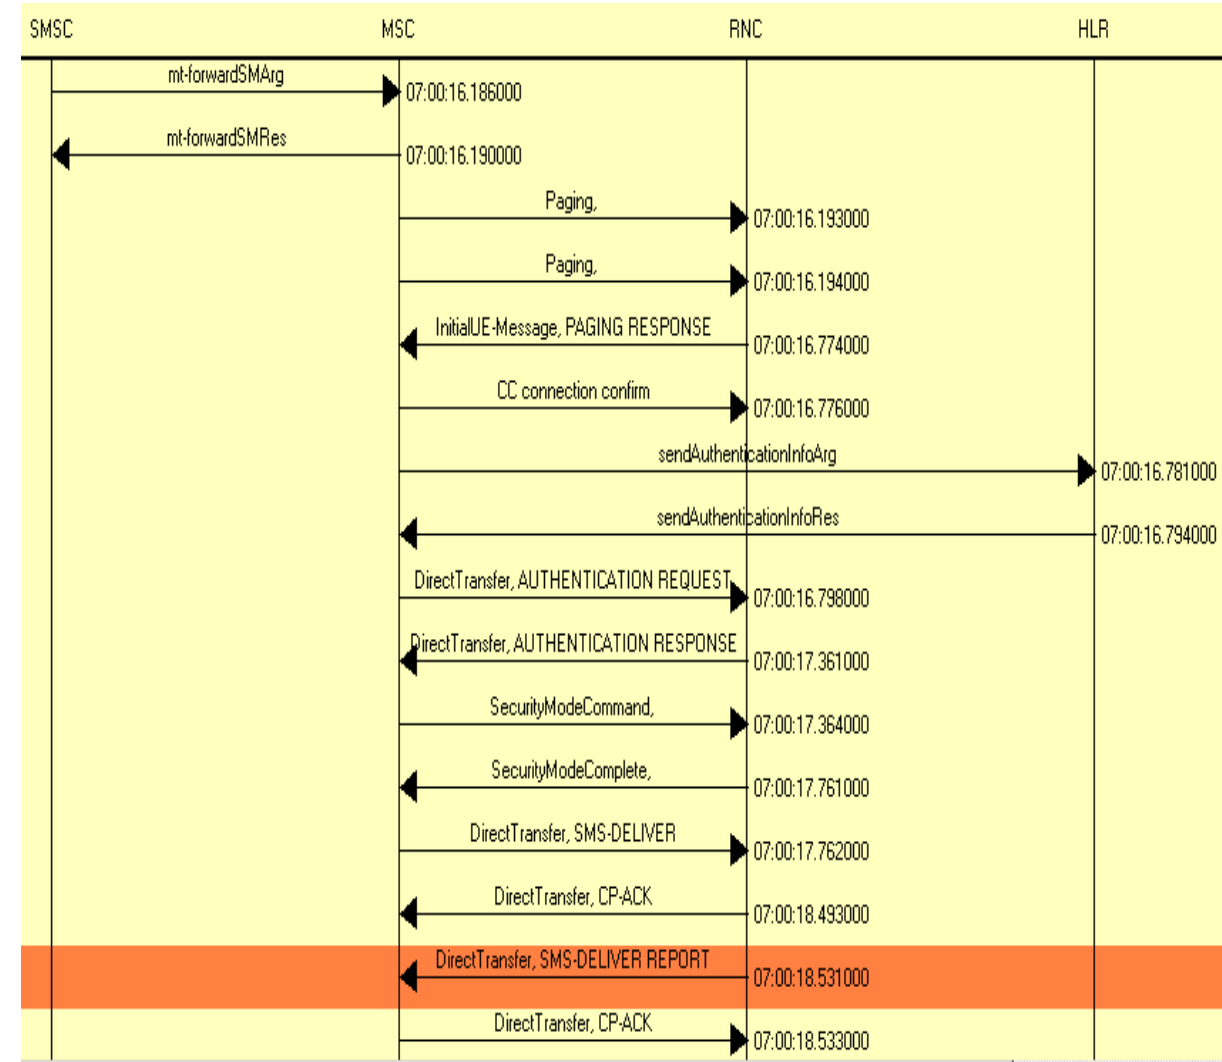 SMSC MSC RNC HLR
mt-forwardSMArg
07:00:16.186000
mt-forwardSMRes
07:00:16.190000
Paging,
07:00:16.193000
Paging,
07:00:16.194000
InitialUE-Message, PAGING RESPONSE
07:00:16.774000
CC connection confirm
07:00:16.776000
sendAuthenticationInfoArg
07:00:16.781000
sendAuthenticationInfoRes
07:00:16.794000
DirectTransfer, AUTHENTICATION REQUEST
07:00:16.798000
DirectTransfer, AUTHENTICATION RESPONSE
07:00:17.361000
SecurityModeCommand,
07:00:17.364000
SecurityModeComplete,
07:00:17.761000
DirectTransfer, SMS-DELIVER
07:00:17.762000
DirectTransfer, CP-ACK
07:00:18.493000
DirectTransfer, SMS-DELIVER REPORT
07:00:18.531000
DirectTransfer, CP-ACK
07:00:18.533000